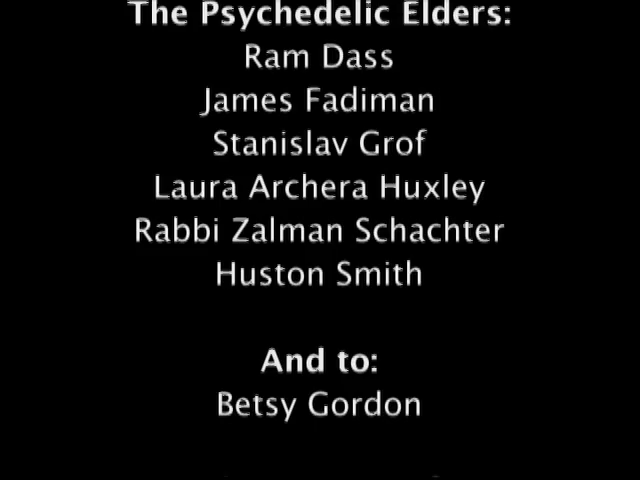 The Psychedelic Elders:
Ram Dass
James Fadiman
Stanislav Grof
Laura Archera Huxley
Rabbi Zalman Schachter
Huston Smith
And to:
Betsy Gordon